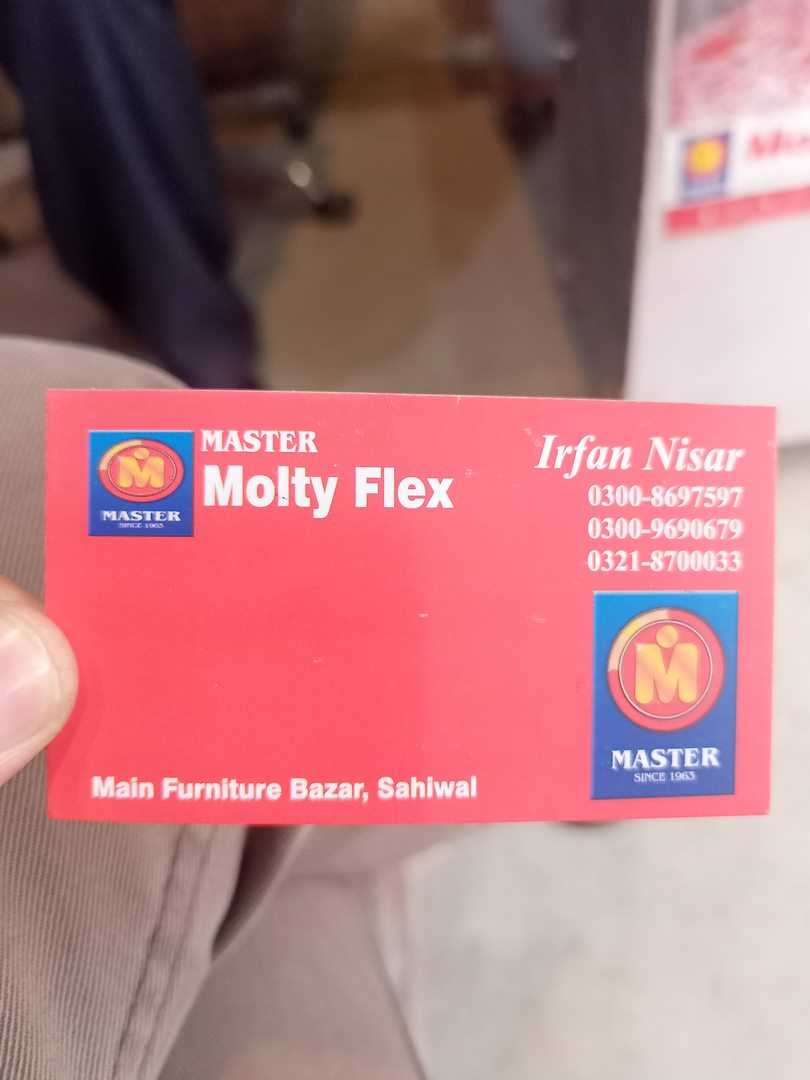 MASTER
SINCE 1963
MASTER
Molty Flex
Irfan Nisar
0300-8697597
0300-9690679
0321-8700033
M
MASTER
SINCE 1963
Main Furniture Bazar, Sahiwal